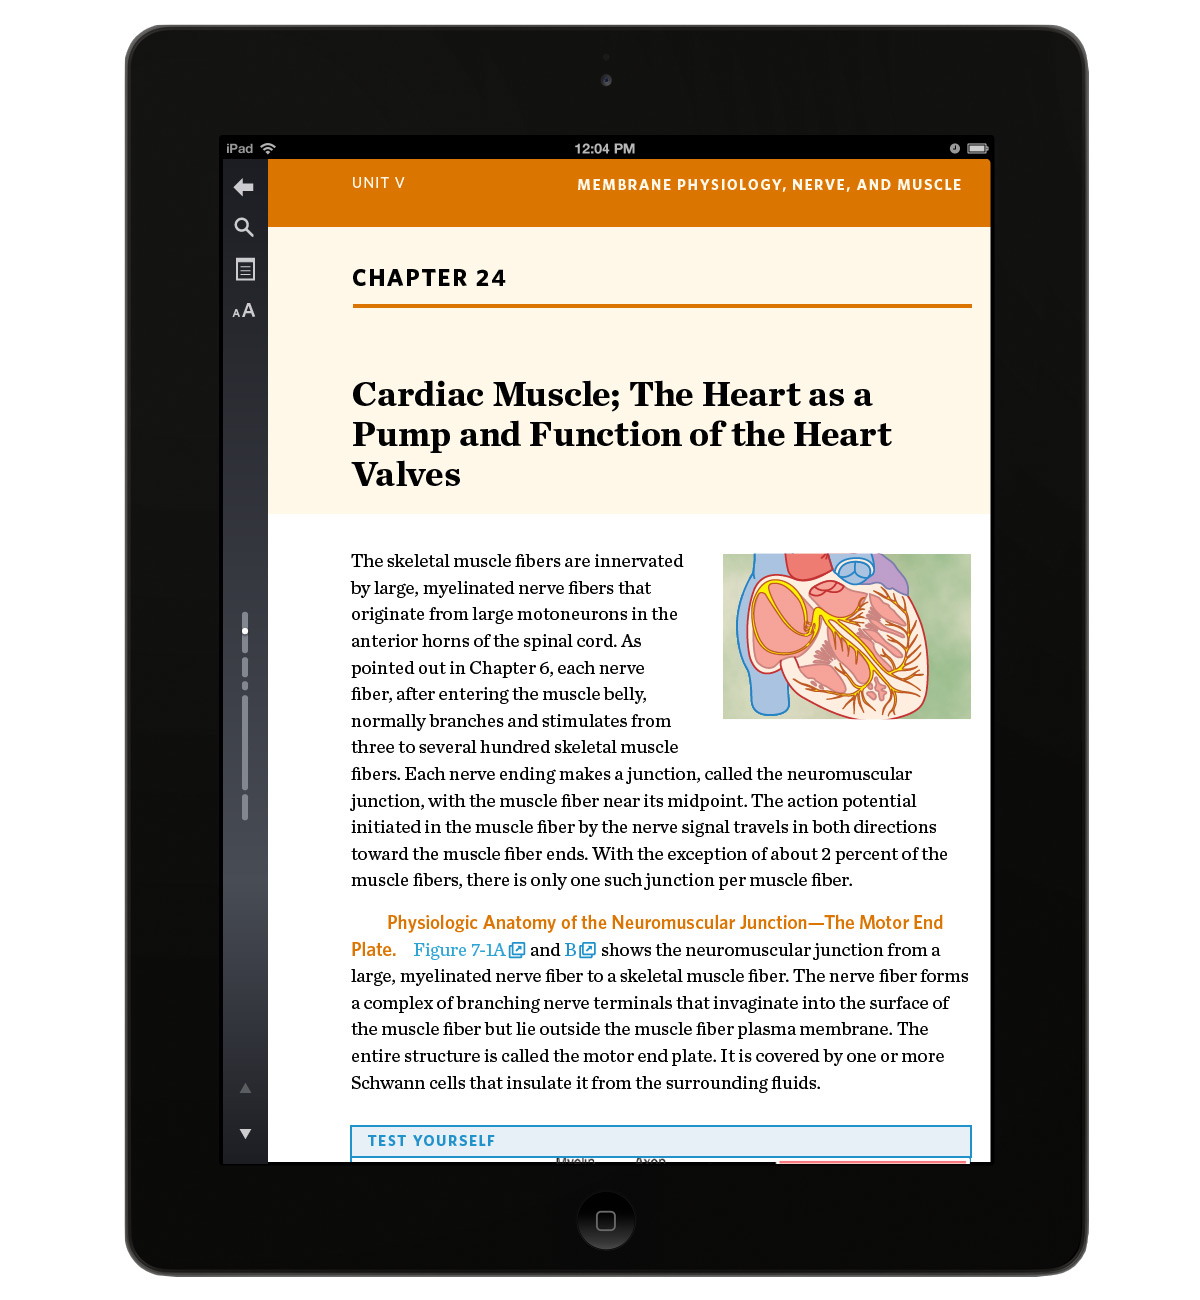 iPad
12:04 PM
UNIT V
MEMBRANE PHYSIOLOGY, NERVE, AND MUSCLE
AA
CHAPTER 24
Cardiac Muscle; The Heart as a
Pump and Function of the Heart
Valves
The skeletal muscle fibers are innervated
by large, myelinated nerve fibers that
originate from large motoneurons in the
anterior horns of the spinal cord. As
pointed out in Chapter 6, each nerve
fiber, after entering the muscle belly,
normally branches and stimulates from
three to several hundred skeletal muscle
fibers. Each nerve ending makes a junction, called the neuromuscular
junction, with the muscle fiber near its midpoint. The action potential
initiated in the muscle fiber by the nerve signal travels in both directions
toward the muscle fiber ends. With the exception of about 2 percent of the
muscle fibers, there is only one such junction per muscle fiber.
Physiologic Anatomy of the Neuromuscular Junction—The Motor End
Plate. Figure 7-1A and B shows the neuromuscular junction from a
large, myelinated nerve fiber to a skeletal muscle fiber. The nerve fiber forms
a complex of branching nerve terminals that invaginate into the surface of
the muscle fiber but lie outside the muscle fiber plasma membrane. The
entire structure is called the motor end plate. It is covered by one or more
Schwann cells that insulate it from the surrounding fluids.
TEST YOURSELF
Myelin Axon